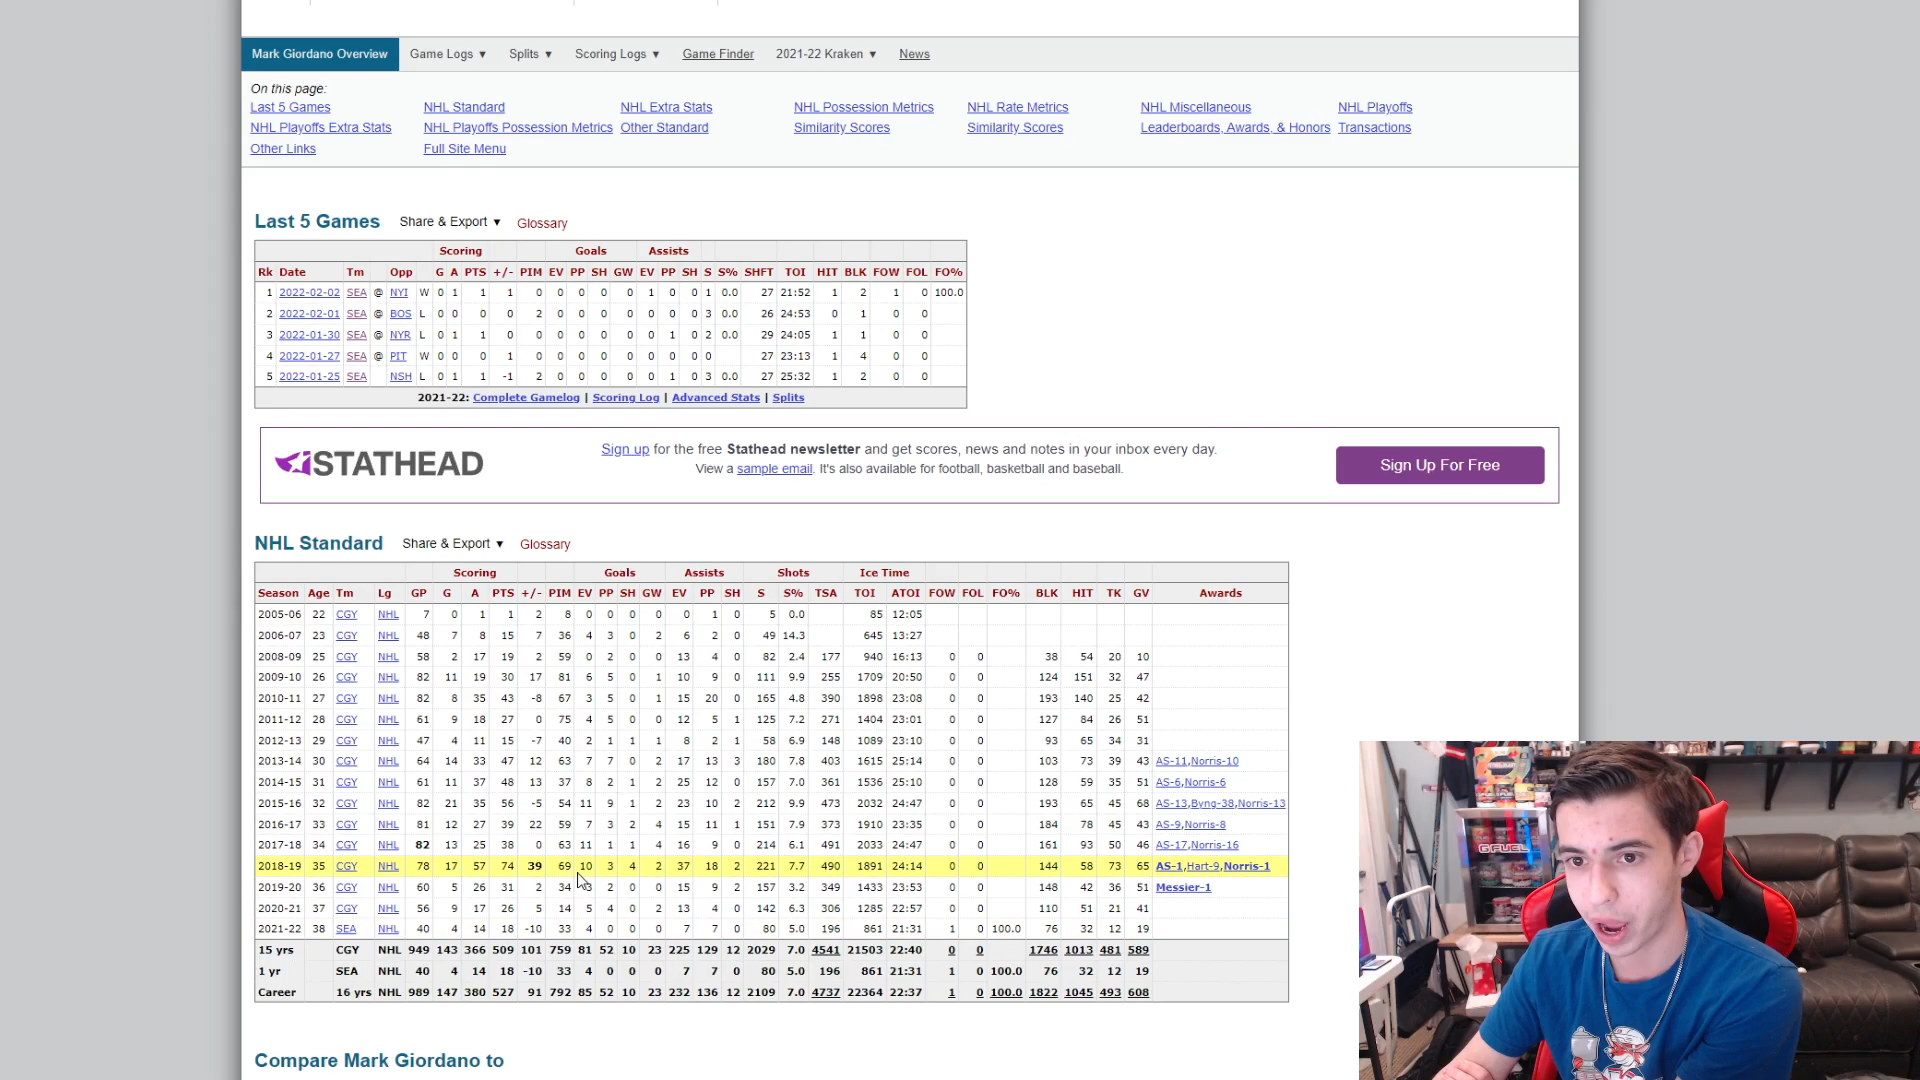 Mark Giordano Overview Game Logs ▼ Splits ▼ Scoring Logs ▼ Game Finder 2021-22 Kraken ▼ News
On this page:
Last 5 Games NHL Standard NHL Extra Stats NHL Possession Metrics NHL Rate Metrics NHL Miscellaneous NHL Playoffs
NHL Playoffs Extra Stats NHL Playoffs Possession Metrics Other Standard Similarity Scores Similarity Scores Leaderboards, Awards, & Honors Transactions
Other Links Full Site Menu
Last 5 Games Share & Export ▼ Glossary
Scoring Goals Assists
Rk Date Tm Opp G A PTS +/- PIM EV PP SH GW EV PP SH S S% SHFT TOI HIT BLK FOW FOL FO%
1 2022-02-02 SEA @ NYI W 0 1 1 1 0 0 0 0 0 1 0 0 1 0.0 27 21:52 1 2 1 0 100.0
2 2022-02-01 SEA @ BOS L 0 0 0 0 2 0 0 0 0 0 0 0 3 0.0 26 24:53 0 1 0 0
3 2022-01-30 SEA @ NYR L 0 1 1 0 0 0 0 0 0 0 1 0 2 0.0 29 24:05 1 1 0 0
4 2022-01-27 SEA @ PIT W 0 0 0 1 0 0 0 0 0 0 0 0 0 27 23:13 1 4 0 0
5 2022-01-25 SEA NSH L 0 1 1 -1 2 0 0 0 0 0 1 0 3 0.0 27 25:32 1 2 0 0
2021-22: Complete Gamelog | Scoring Log | Advanced Stats | Splits
STATHEAD
Sign up for the free Stathead newsletter and get scores, news and notes in your inbox every day.
View a sample email. It's also available for football, basketball and baseball.
Sign Up For Free
NHL Standard Share & Export ▼ Glossary
Scoring Goals Assists Shots Ice Time
Season Age Tm Lg GP G A PTS +/- PIM EV PP SH GW EV PP SH S S% TSA TOI ATOI FOW FOL FO% BLK HIT TK GV Awards
2005-06 22 CGY NHL 7 0 1 1 2 8 0 0 0 0 0 1 0 5 0.0 85 12:05
2006-07 23 CGY NHL 48 7 8 15 7 36 4 3 0 2 6 2 0 49 14.3 645 13:27
2008-09 25 CGY NHL 58 2 17 19 2 59 0 2 0 0 13 4 0 82 2.4 177 940 16:13 0 0 38 54 20 10
2009-10 26 CGY NHL 82 11 19 30 17 81 6 5 0 1 10 9 0 111 9.9 255 1709 20:50 0 0 124 151 32 47
2010-11 27 CGY NHL 82 8 35 43 -8 67 3 5 0 1 15 20 0 165 4.8 390 1898 23:08 0 0 193 140 25 42
2011-12 28 CGY NHL 61 9 18 27 0 75 4 5 0 0 12 5 1 125 7.2 271 1404 23:01 0 0 127 84 26 51
2012-13 29 CGY NHL 47 4 11 15 -7 40 2 1 1 1 8 2 1 58 6.9 148 1089 23:10 0 0 93 65 34 31
2013-14 30 CGY NHL 64 14 33 47 12 63 7 7 0 2 17 13 3 180 7.8 403 1615 25:14 0 0 103 73 39 43 AS-11,Norris-10
2014-15 31 CGY NHL 61 11 37 48 13 37 8 2 1 2 25 12 0 157 7.0 361 1536 25:10 0 0 128 59 35 51 AS-6,Norris-6
2015-16 32 CGY NHL 82 21 35 56 -5 54 11 9 1 2 23 10 2 212 9.9 473 2032 24:47 0 0 193 65 45 68 AS-13,Byng-38,Norris-13
2016-17 33 CGY NHL 81 12 27 39 22 59 7 3 2 4 15 11 1 151 7.9 373 1910 23:35 0 0 184 78 45 43 AS-9,Norris-8
2017-18 34 CGY NHL 82 13 25 38 0 63 11 1 1 4 16 9 0 214 6.1 491 2033 24:47 0 0 161 93 50 46 AS-17,Norris-16
2018-19 35 CGY NHL 78 17 57 74 39 69 10 3 4 2 37 18 2 221 7.7 490 1891 24:14 0 0 144 58 73 65 AS-1,Hart-9,Norris-1
2019-20 36 CGY NHL 60 5 26 31 2 34 3 2 0 0 15 9 2 157 3.2 349 1433 23:53 0 0 148 42 36 51 Messier-1
2020-21 37 CGY NHL 56 9 17 26 5 14 5 4 0 2 13 4 0 142 6.3 306 1285 22:57 0 0 110 51 21 41
2021-22 38 SEA NHL 40 4 14 18 -10 33 4 0 0 0 7 7 0 80 5.0 196 861 21:31 1 0 100.0 76 32 12 19
15 yrs CGY NHL 949 143 366 509 101 759 81 52 10 23 225 129 12 2029 7.0 4541 21503 22:40 0 0 1746 1013 481 589
1 yr SEA NHL 40 4 14 18 -10 33 4 0 0 0 7 7 0 80 5.0 196 861 21:31 1 0 100.0 76 32 12 19
Career 16 yrs NHL 989 147 380 527 91 792 85 52 10 23 232 136 12 2109 7.0 4737 22364 22:37 1 0 100.0 1822 1045 493 608
Compare Mark Giordano to
GFUEL